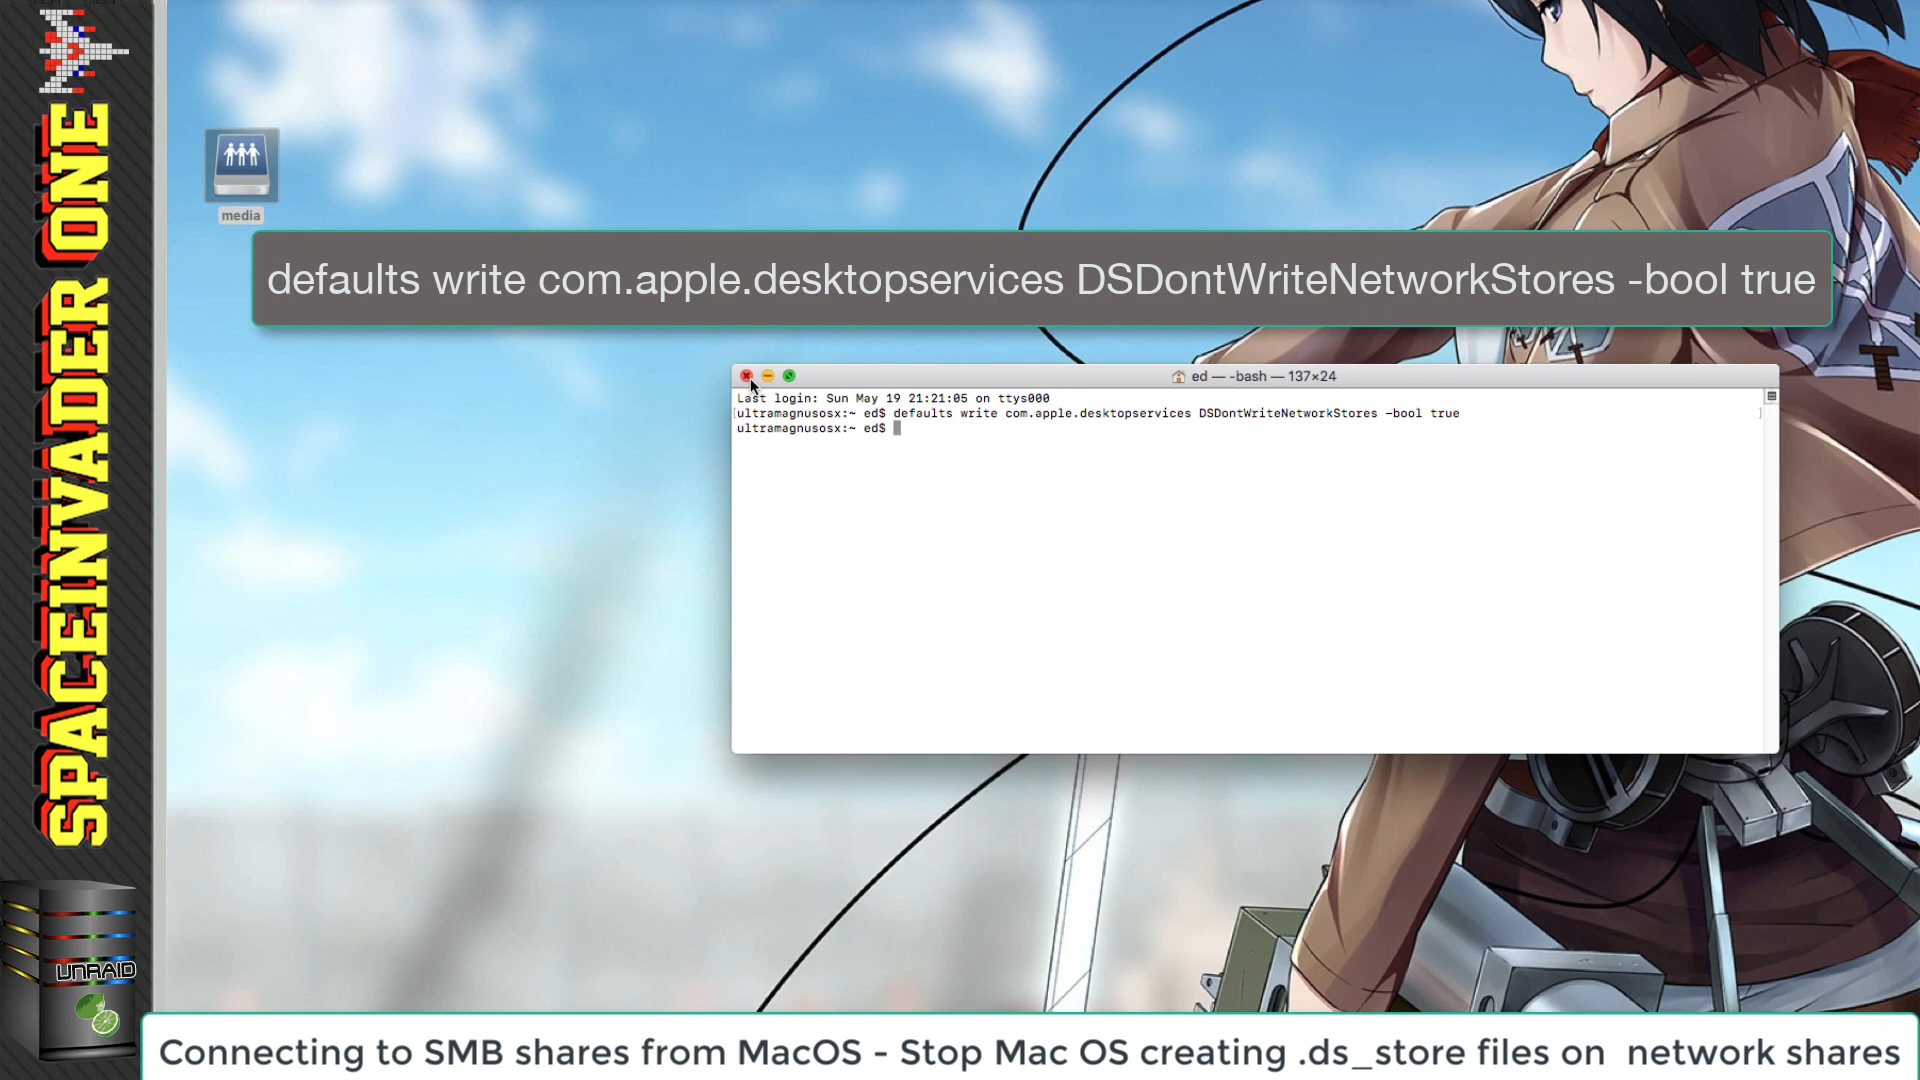 SPACEINVADER ONE
media
defaults write com.apple.desktopservices DSDontWriteNetworkStores -bool true
ed — -bash — 137×24
Last login: Sun May 19 21:21:05 on ttys000
[ultramagnusosx:~ ed$ defaults write com.apple.desktopservices DSDontWriteNetworkStores -bool true ]
ultramagnusosx:~ ed$
UNRAID
Connecting to SMB shares from MacOS - Stop Mac OS creating .ds_store files on network shares